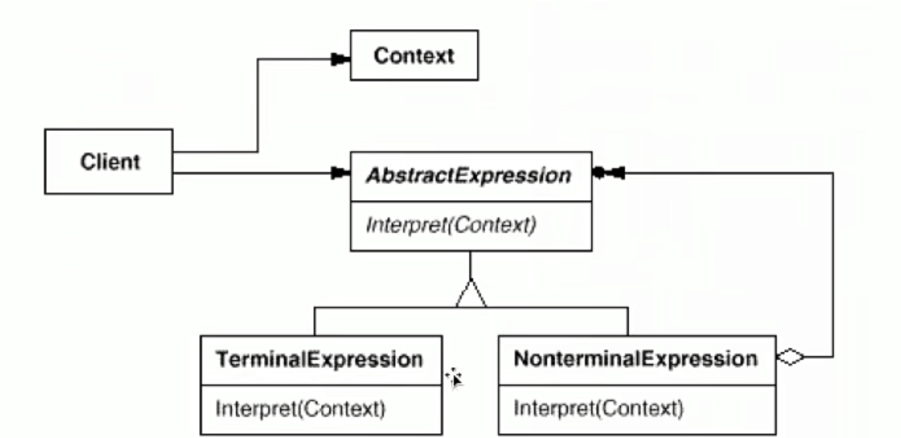 Context
Client
AbstractExpression
Interpret(Context)
TerminalExpression
Interpret(Context)
NonterminalExpression
Interpret(Context)